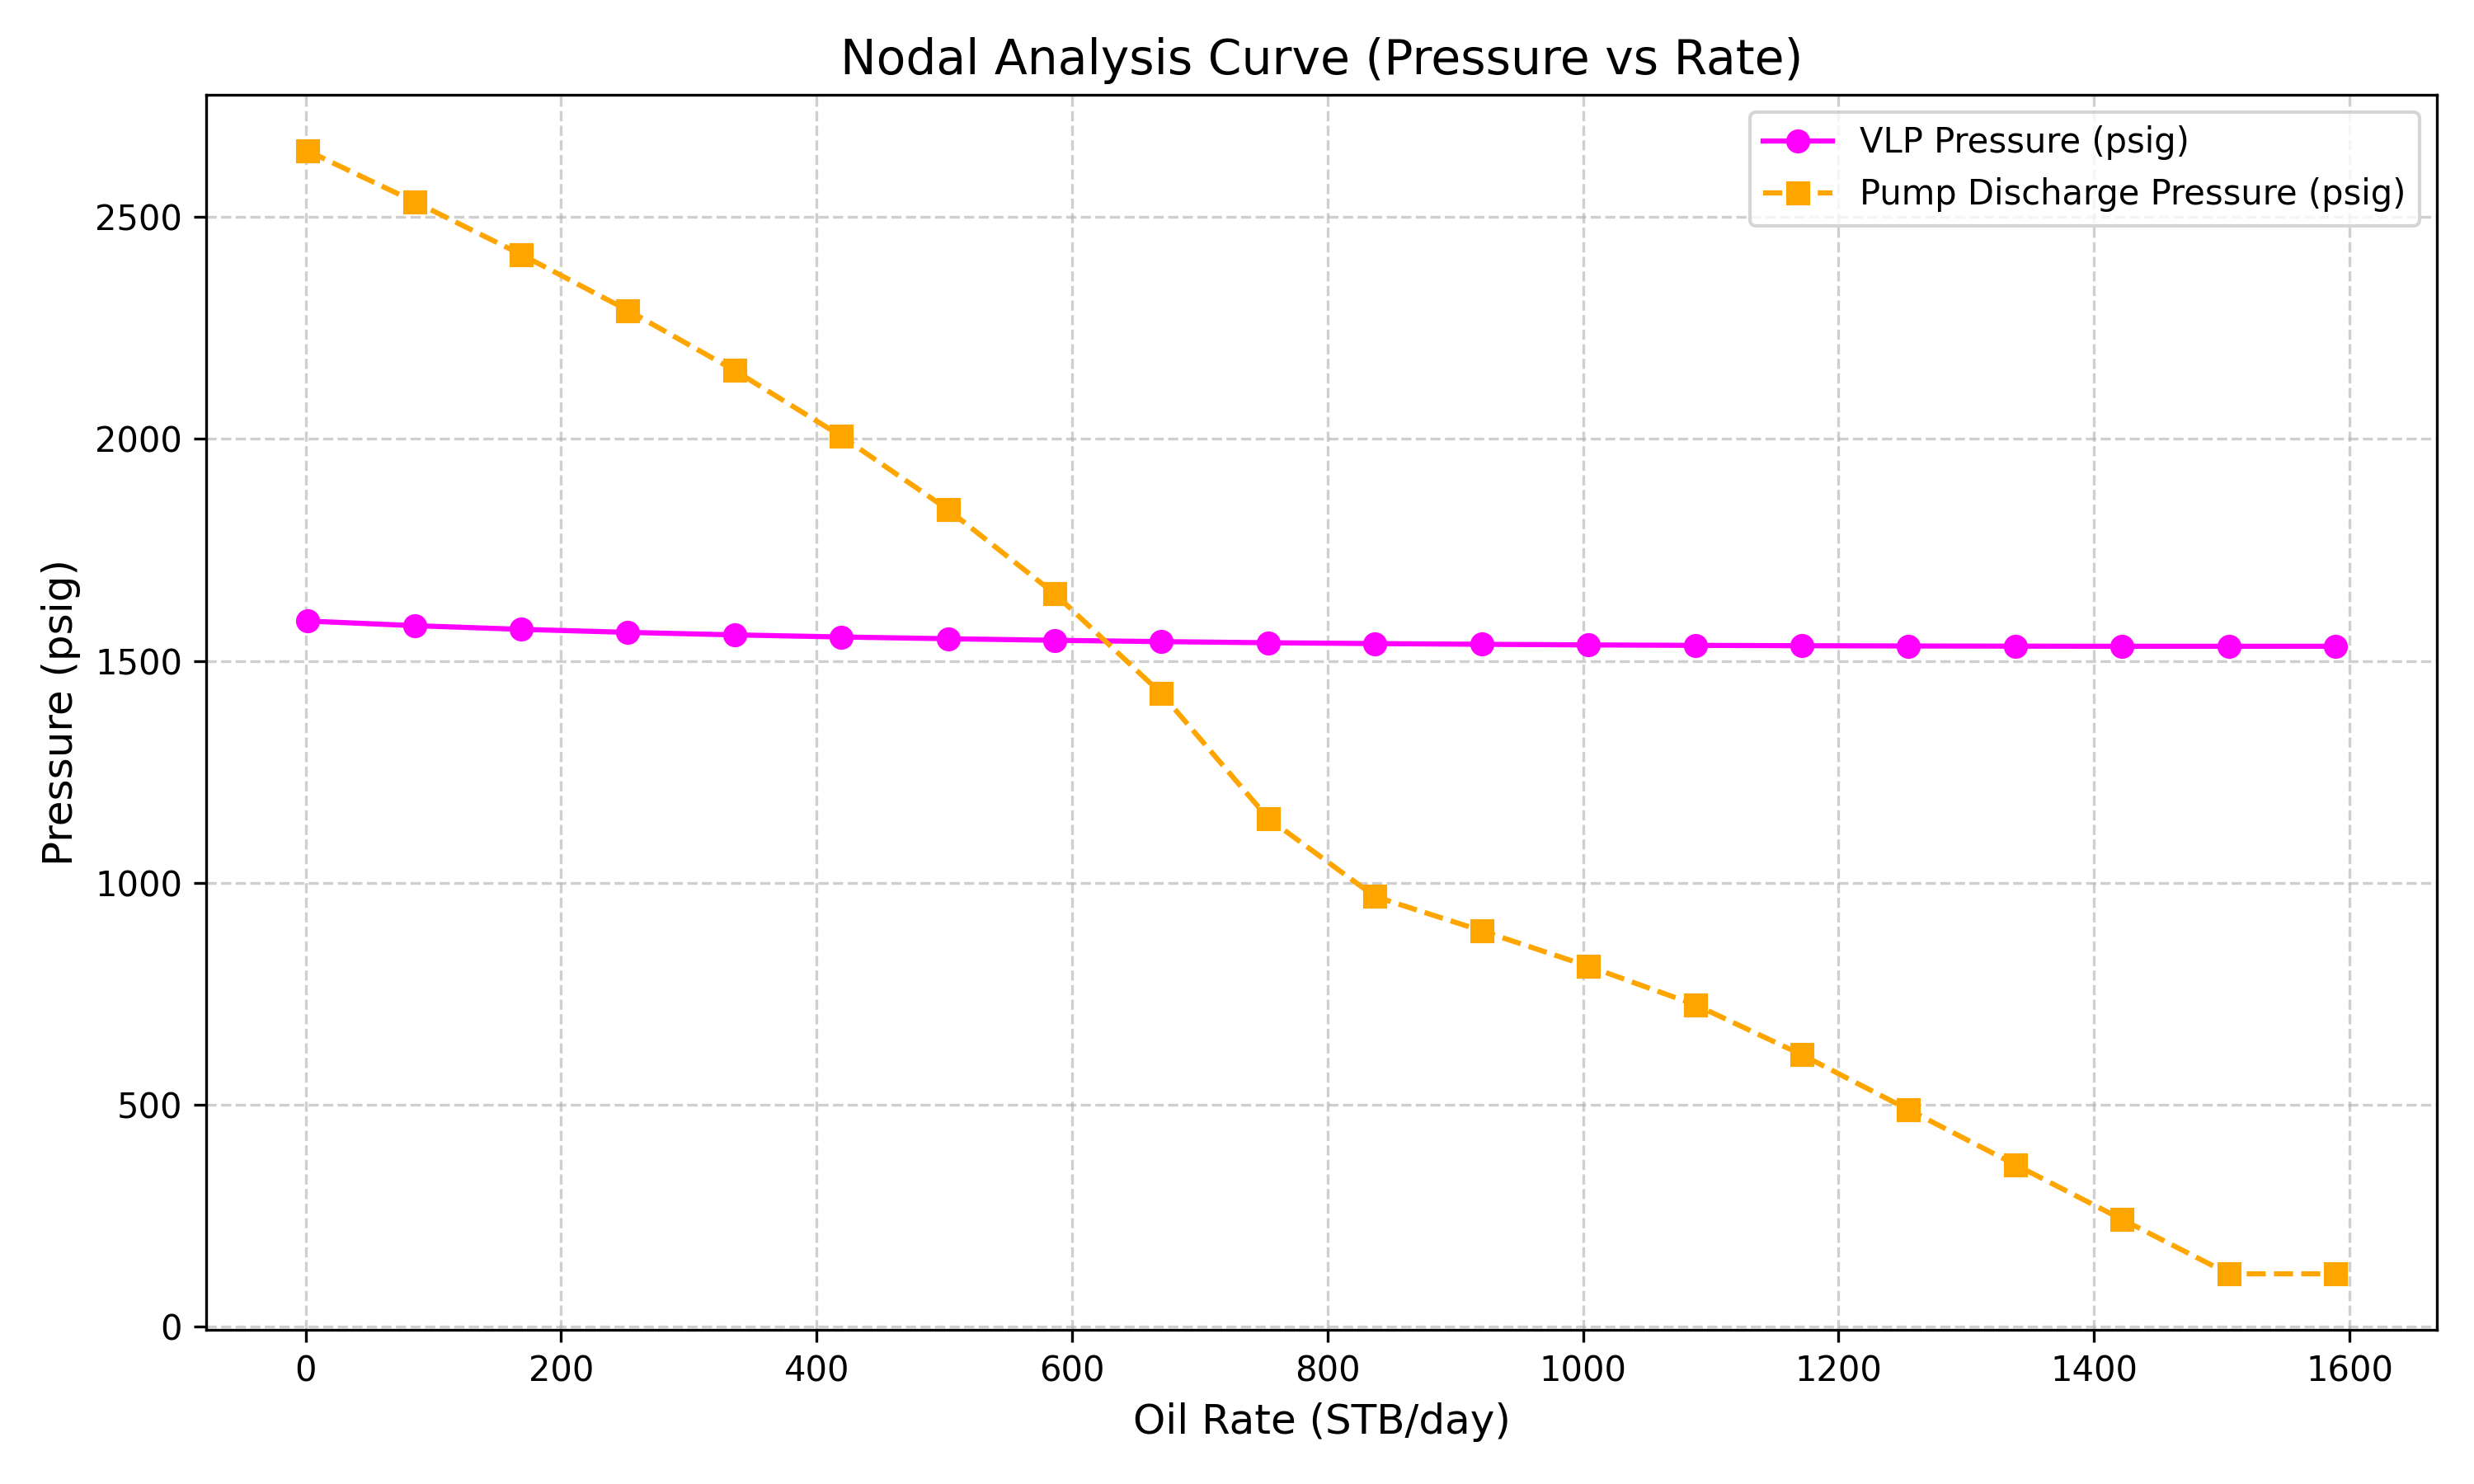 Nodal Analysis Curve (Pressure vs Rate)
VLP Pressure (psig)
Pump Discharge Pressure (psig)
Pressure (psig)
2500
2000
1500
1000
500
0
0 200 400 600 800 1000 1200 1400 1600
Oil Rate (STB/day)